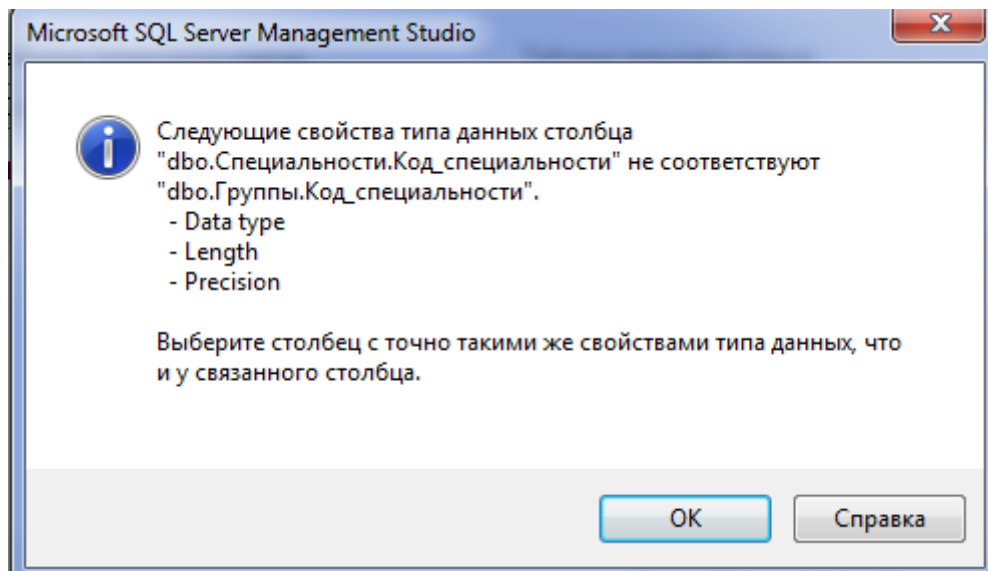 Microsoft SQL Server Management Studio
Следующие свойства типа данных столбца
"dbo.Специальности.Код_специальности" не соответствуют
"dbo.Группы.Код_специальности".
- Data type
- Length
- Precision
Выберите столбец с точно такими же свойствами типа данных, что
и у связанного столбца.
OK
Справка